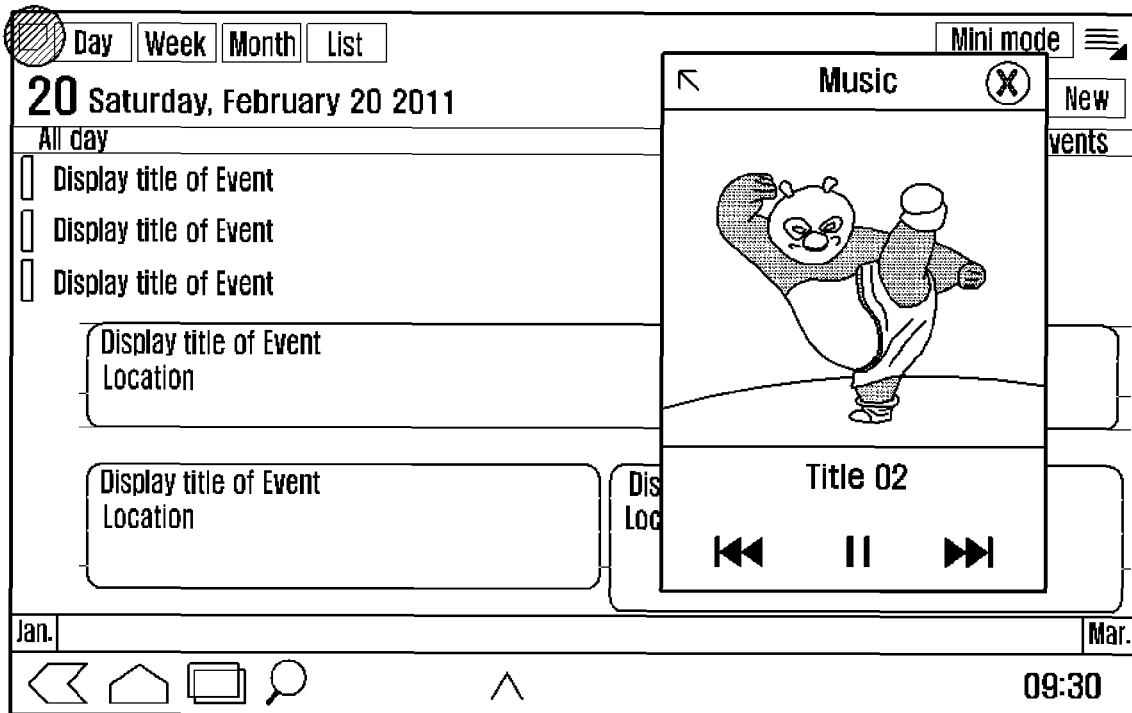 Day Week Month List Mini mode
20 Saturday, February 20 2011 New
All day vents
Display title of Event
Display title of Event
Display title of Event
Display title of Event
Location
Display title of Event
Location
Dis
Loc
Music X
Title 02
Jan. Mar.
09:30